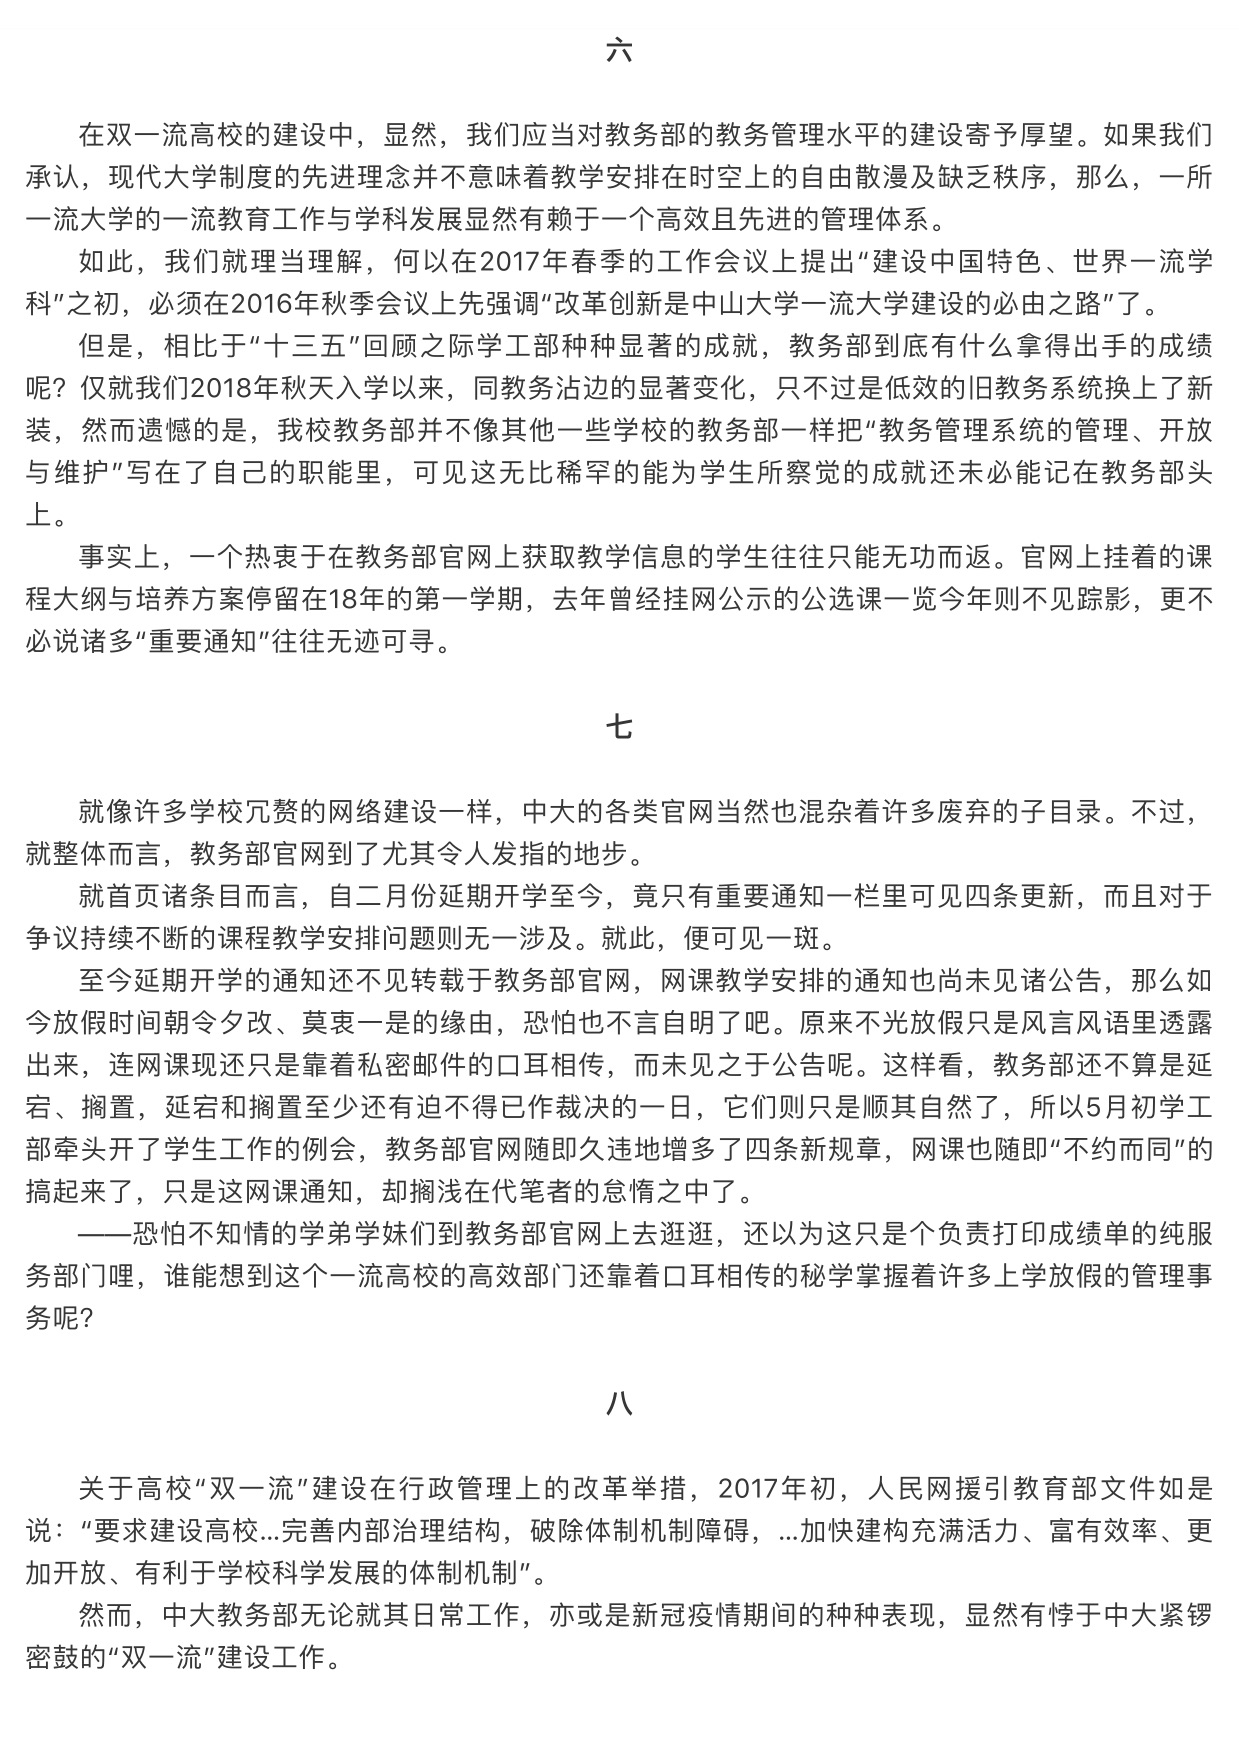 六
在双一流高校的建设中，显然，我们应当对教务部的教务管理水平的建设寄予厚望。如果我们
承认，现代大学制度的先进理念并不意味着教学安排在时空上的自由散漫及缺乏秩序，那么，一所
一流大学的一流教育工作与学科发展显然有赖于一个高效且先进的管理体系。
如此，我们就理当理解，何以在2017年春季的工作会议上提出“建设中国特色、世界一流学
科”之初，必须在2016年秋季会议上先强调“改革创新是中山大学一流大学建设的必由之路”了。
但是，相比于“十三五”回顾之际学工部种种显著的成就，教务部到底有什么拿得出手的成绩
呢？仅就我们2018年秋天入学以来，同教务沾边的显著变化，只不过是低效的旧教务系统换上了新
装，然而遗憾的是，我校教务部并不像其他一些学校的教务部一样把“教务管理系统的管理、开放
与维护”写在了自己的职能里，可见这无比稀罕的能为学生所察觉的成就还未必能记在教务部头
上。
事实上，一个热衷于在教务部官网上获取教学信息的学生往往只能无功而返。官网上挂着的课
程大纲与培养方案停留在18年的第一学期，去年曾经挂网公示的公选课一览今年则不见踪影，更不
必说诸多“重要通知”往往无迹可寻。
七
就像许多学校冗赘的网络建设一样，中大的各类官网当然也混杂着许多废弃的子目录。不过，
就整体而言，教务部官网到了尤其令人发指的地步。
就首页诸条目而言，自二月份延期开学至今，竟只有重要通知一栏里可见四条更新，而且对于
争议持续不断的课程教学安排问题则无一涉及。就此，便可见一斑。
至今延期开学的通知还不见转载于教务部官网，网课教学安排的通知也尚未见诸公告，那么如
今放假时间朝令夕改、莫衷一是的缘由，恐怕也不言自明了吧。原来不光放假只是风言风语里透露
出来，连网课现还只是靠着私密邮件的口耳相传，而未见之于公告呢。这样看，教务部还不算是延
宕、搁置，延宕和搁置至少还有迫不得已作裁决的一日，它们则只是顺其自然了，所以5月初学工
部牵头开了学生工作的例会，教务部官网随即久违地增多了四条新规章，网课也随即“不约而同”的
搞起来了，只是这网课通知，却搁浅在代笔者的怠惰之中了。
——恐怕不知情的学弟学妹们到教务部官网上去逛逛，还以为这只是个负责打印成绩单的纯服
务部门哩，谁能想到这个一流高校的高效部门还靠着口耳相传的秘学掌握着许多上学放假的管理事
务呢？
八
关于高校“双一流”建设在行政管理上的改革举措，2017年初，人民网援引教育部文件如是
说：“要求建设高校…完善内部治理结构，破除体制机制障碍，…加快建构充满活力、富有效率、更
加开放、有利于学校科学发展的体制机制”。
然而，中大教务部无论就其日常工作，亦或是新冠疫情期间的种种表现，显然有悖于中大紧锣
密鼓的“双一流”建设工作。